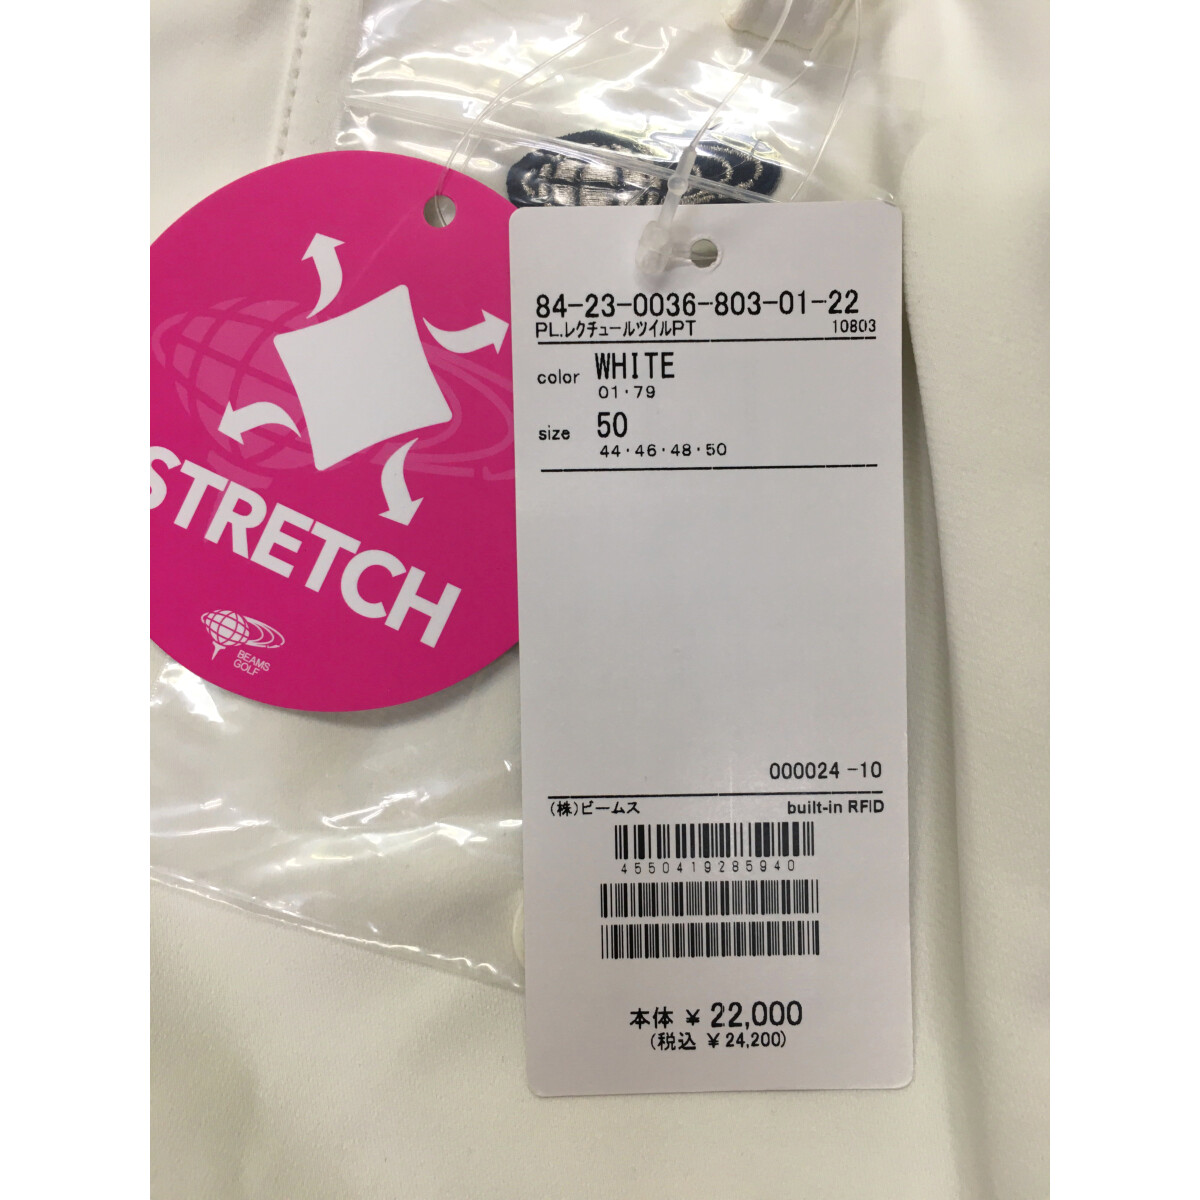 STRETCH
BEAMS
GOLF
84-23-0036-803-01-22
PL.レクチュールツイルPT 10803
color WHITE
01・79
size 50
44・46・48・50
000024-10
(株)ビームス built-in RFID
4550419285940
本体 ¥ 22,000
(税込 ¥24,200)